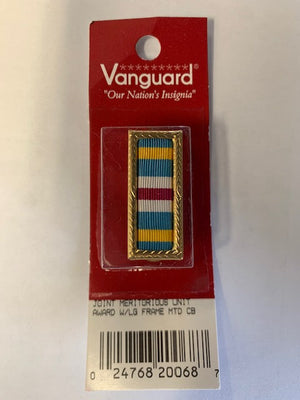 Vanguard®
"Our Nation's Insignia"
JOINT MERITORIOUS UNIT
AWARD W/LG FRAME MTD CB
0 24768 20068 7